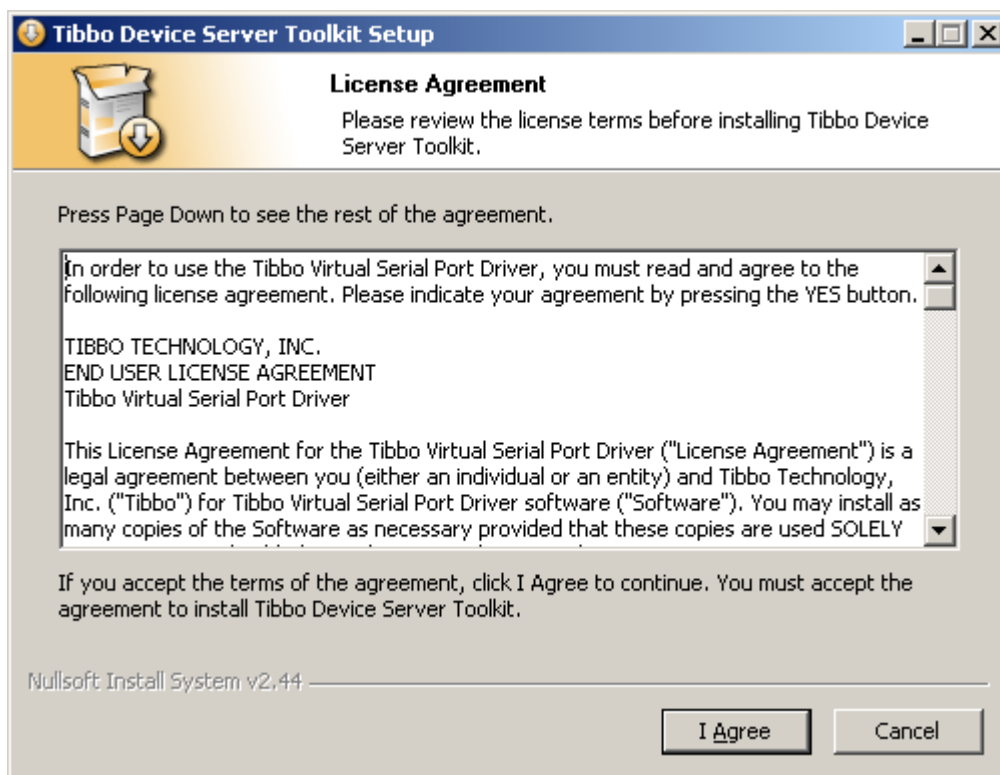 Tibbo Device Server Toolkit Setup
License Agreement
Please review the license terms before installing Tibbo Device
Server Toolkit.
Press Page Down to see the rest of the agreement.
In order to use the Tibbo Virtual Serial Port Driver, you must read and agree to the
following license agreement. Please indicate your agreement by pressing the YES button.
TIBBO TECHNOLOGY, INC.
END USER LICENSE AGREEMENT
Tibbo Virtual Serial Port Driver
This License Agreement for the Tibbo Virtual Serial Port Driver ("License Agreement") is a
legal agreement between you (either an individual or an entity) and Tibbo Technology,
Inc. ("Tibbo") for Tibbo Virtual Serial Port Driver software ("Software"). You may install as
many copies of the Software as necessary provided that these copies are used SOLELY
If you accept the terms of the agreement, click I Agree to continue. You must accept the
agreement to install Tibbo Device Server Toolkit.
Nullsoft Install System v2.44
I Agree
Cancel